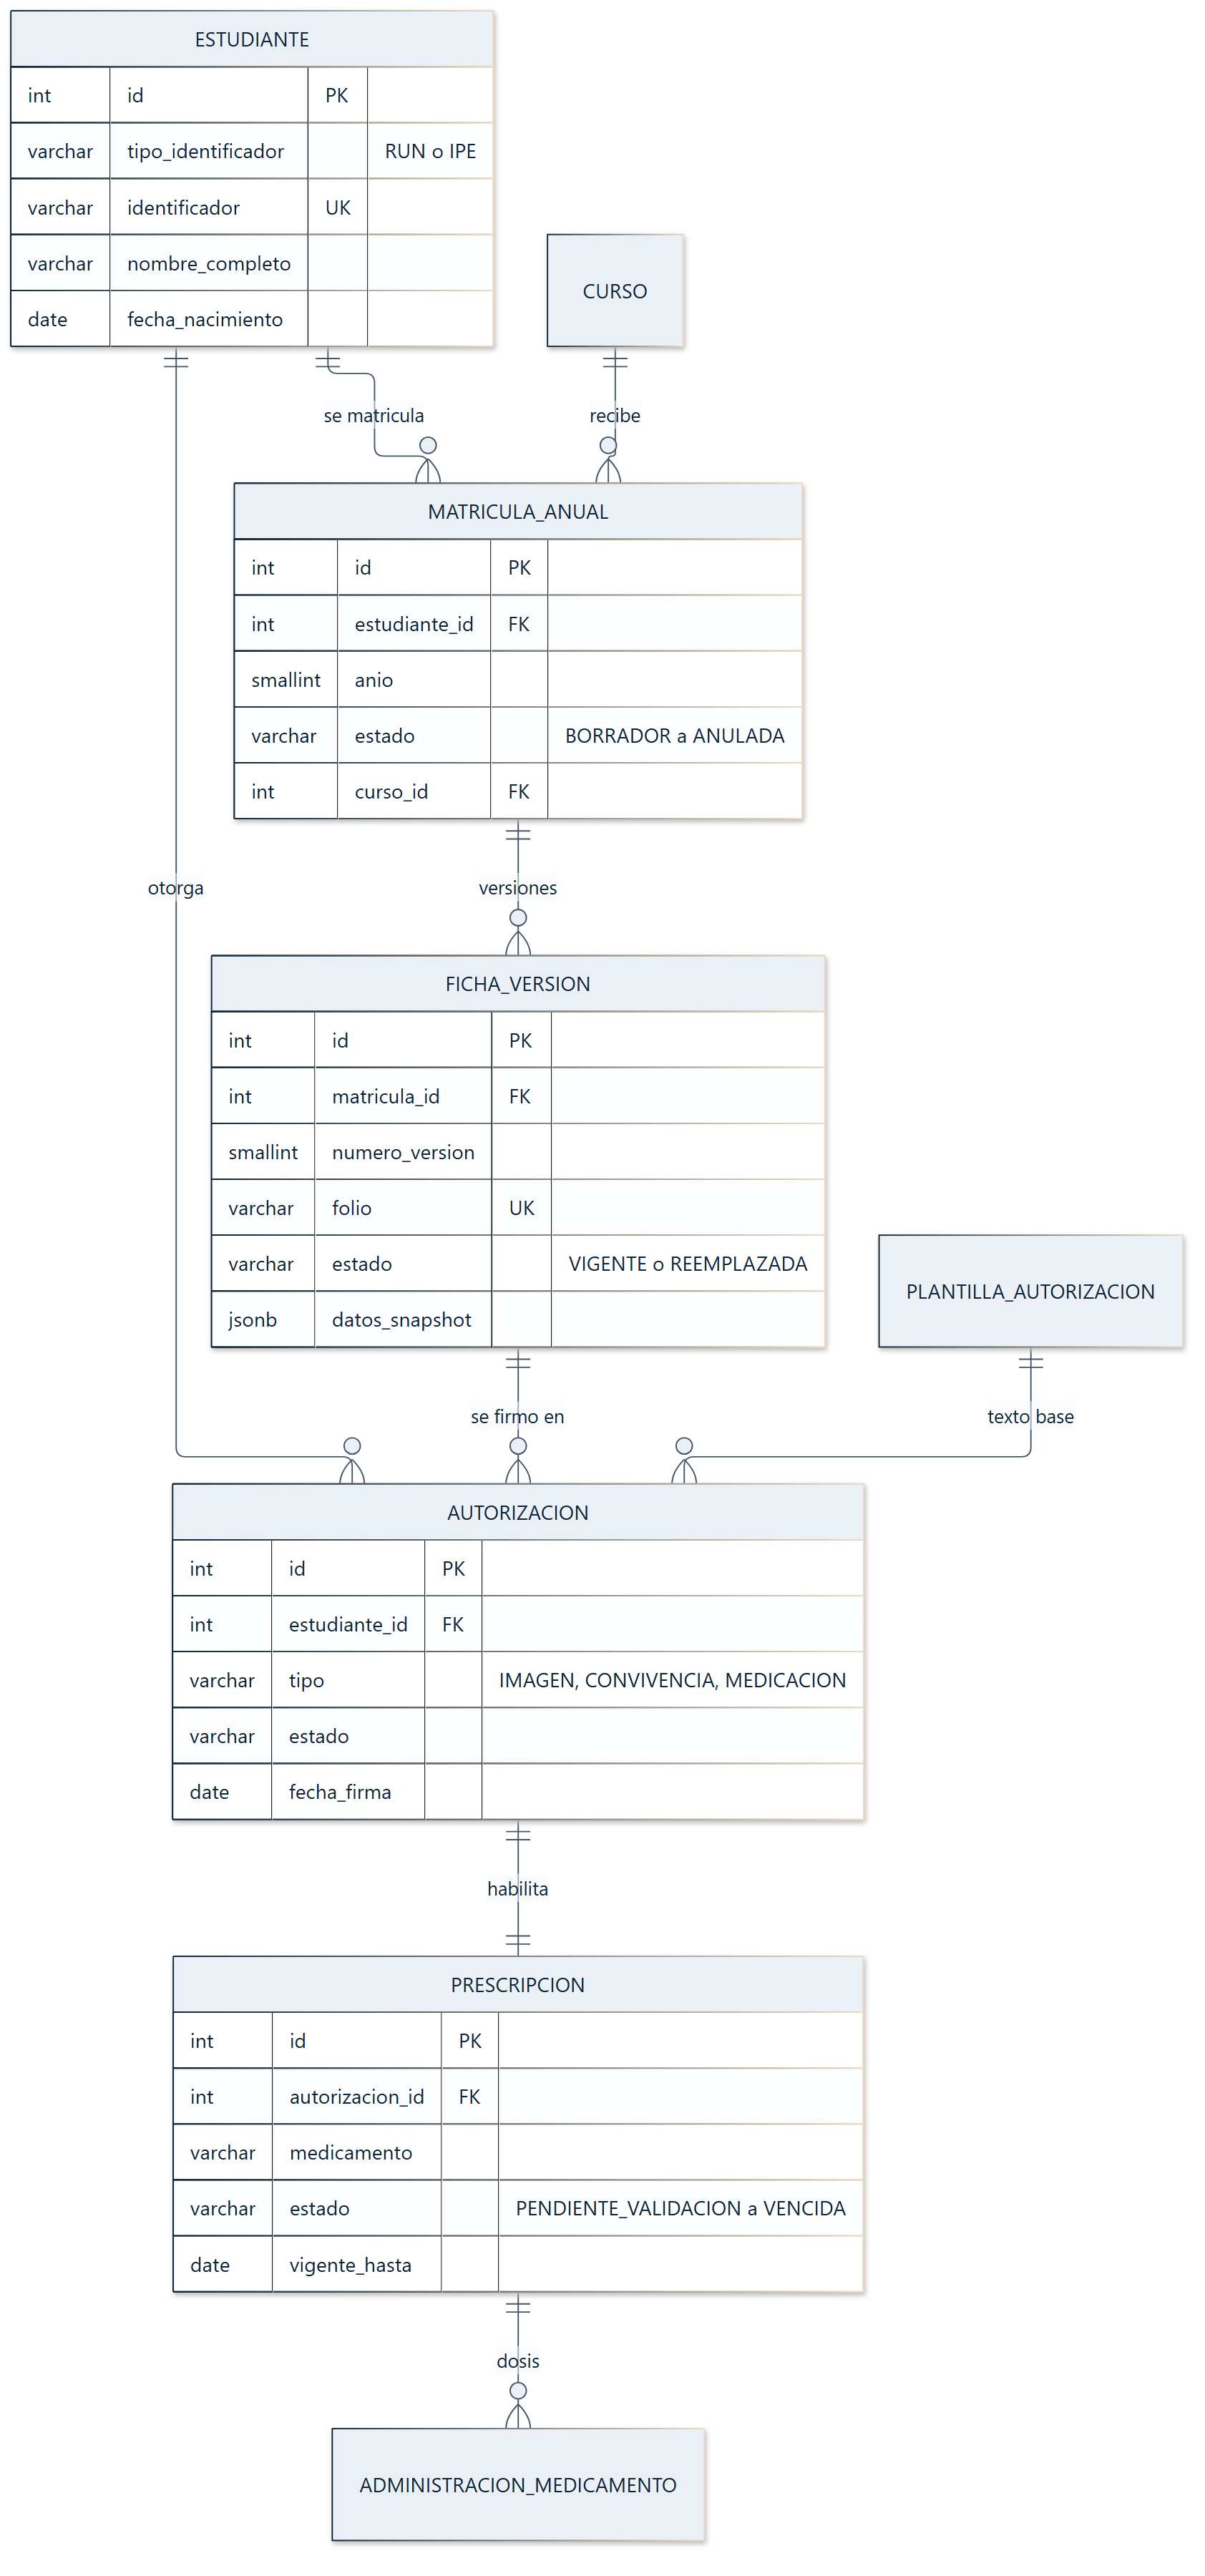 ESTUDIANTE
int id PK
varchar tipo_identificador RUN o IPE
varchar identificador UK
varchar nombre_completo
date fecha_nacimiento
CURSO
se matricula
recibe
MATRICULA_ANUAL
int id PK
int estudiante_id FK
smallint anio
varchar estado BORRADOR a ANULADA
int curso_id FK
otorga
versiones
FICHA_VERSION
int id PK
int matricula_id FK
smallint numero_version
varchar folio UK
varchar estado VIGENTE o REEMPLAZADA
jsonb datos_snapshot
PLANTILLA_AUTORIZACION
se firmo en
texto base
AUTORIZACION
int id PK
int estudiante_id FK
varchar tipo IMAGEN, CONVIVENCIA, MEDICACION
varchar estado
date fecha_firma
habilita
PRESCRIPCION
int id PK
int autorizacion_id FK
varchar medicamento
varchar estado PENDIENTE_VALIDACION a VENCIDA
date vigente_hasta
dosis
ADMINISTRACION_MEDICAMENTO